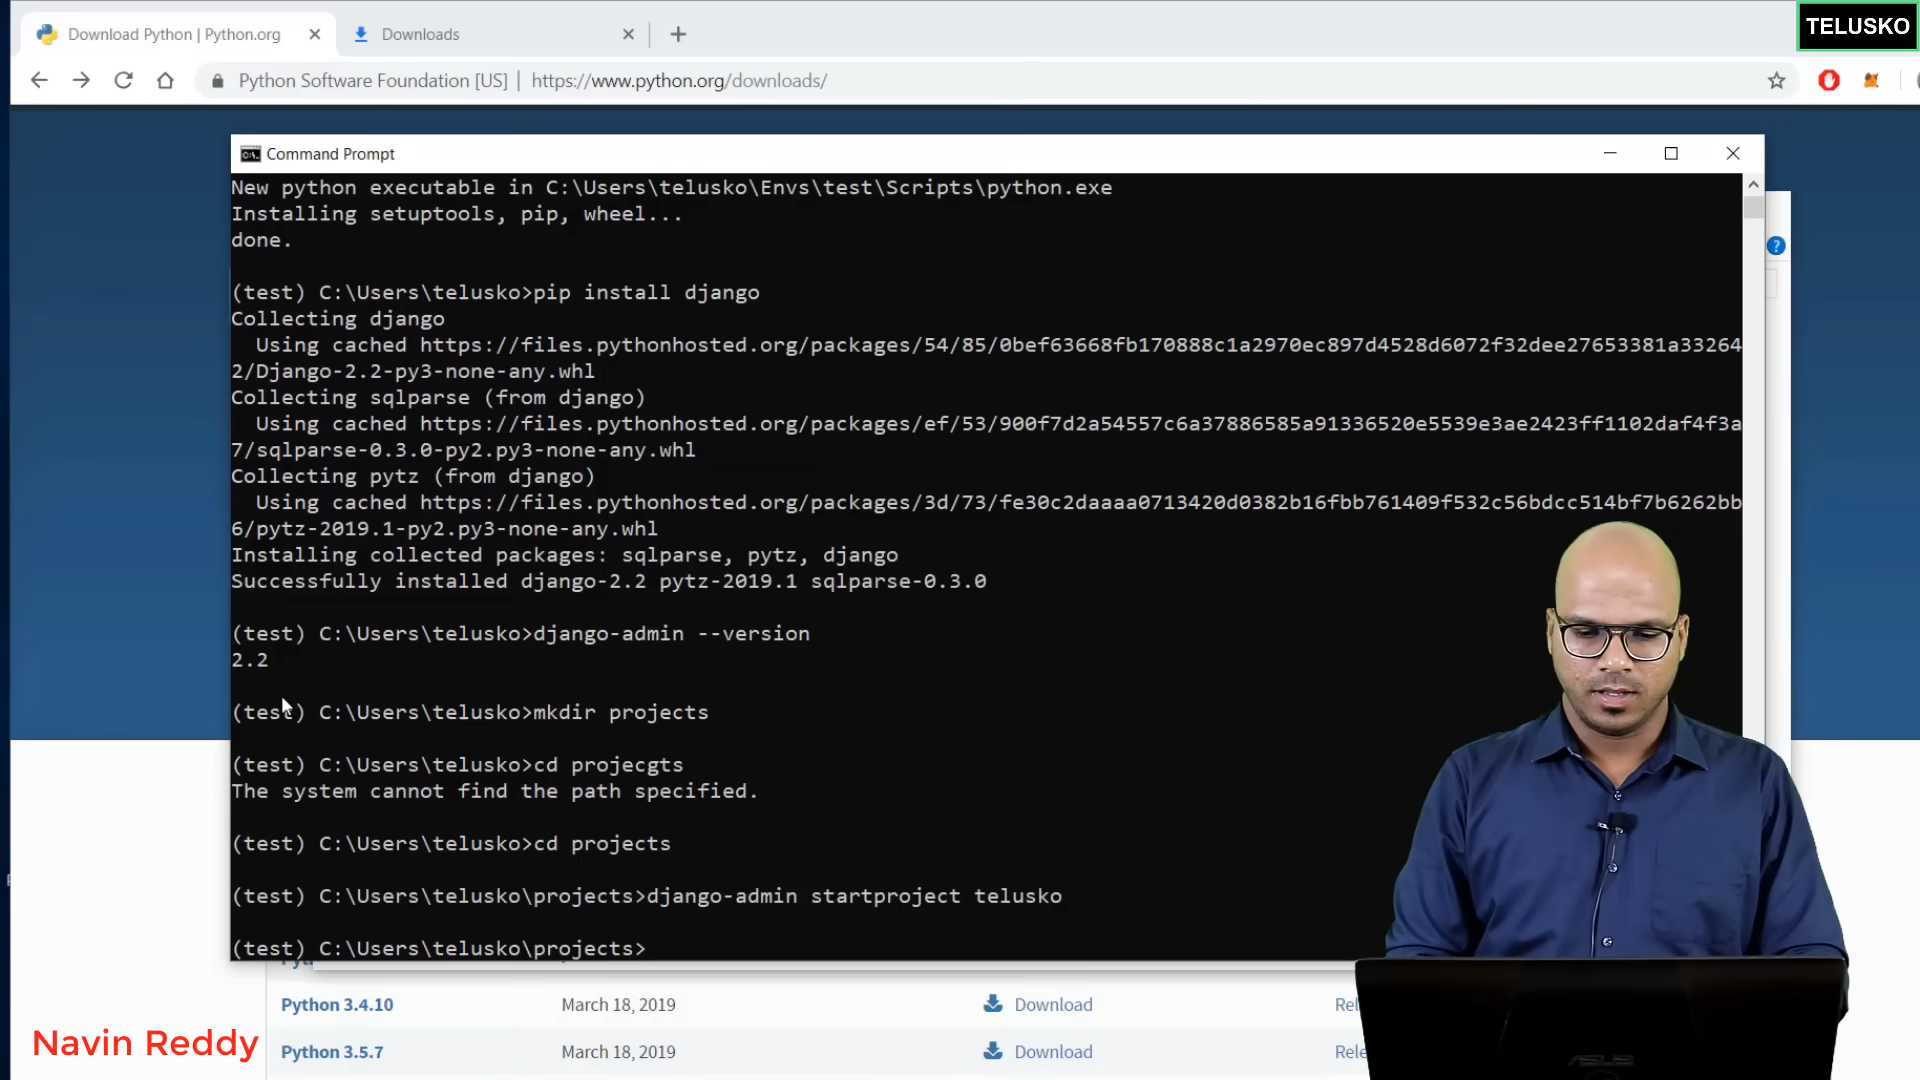 Download Python | Python.org
Downloads
TELUSKO
Python Software Foundation [US] | https://www.python.org/downloads/
Command Prompt
New python executable in C:\Users\telusko\Envs\test\Scripts\python.exe
Installing setuptools, pip, wheel...
done.
(test) C:\Users\telusko>pip install django
Collecting django
Using cached https://files.pythonhosted.org/packages/54/85/0bef63668fb170888c1a2970ec897d4528d6072f32dee27653381a33264
2/Django-2.2-py3-none-any.whl
Collecting sqlparse (from django)
Using cached https://files.pythonhosted.org/packages/ef/53/900f7d2a54557c6a37886585a91336520e5539e3ae2423ff1102daf4f3a
7/sqlparse-0.3.0-py2.py3-none-any.whl
Collecting pytz (from django)
Using cached https://files.pythonhosted.org/packages/3d/73/fe30c2daaaa0713420d0382b16fbb761409f532c56bdcc514bf7b6262bb
6/pytz-2019.1-py2.py3-none-any.whl
Installing collected packages: sqlparse, pytz, django
Successfully installed django-2.2 pytz-2019.1 sqlparse-0.3.0
(test) C:\Users\telusko>django-admin --version
2.2
(test) C:\Users\telusko>mkdir projects
(test) C:\Users\telusko>cd projecgts
The system cannot find the path specified.
(test) C:\Users\telusko>cd projects
(test) C:\Users\telusko\projects>django-admin startproject telusko
(test) C:\Users\telusko\projects>
Python 3.4.10 March 18, 2019 Download Rel
Navin Reddy
Python 3.5.7 March 18, 2019 Download Rele
ASUS